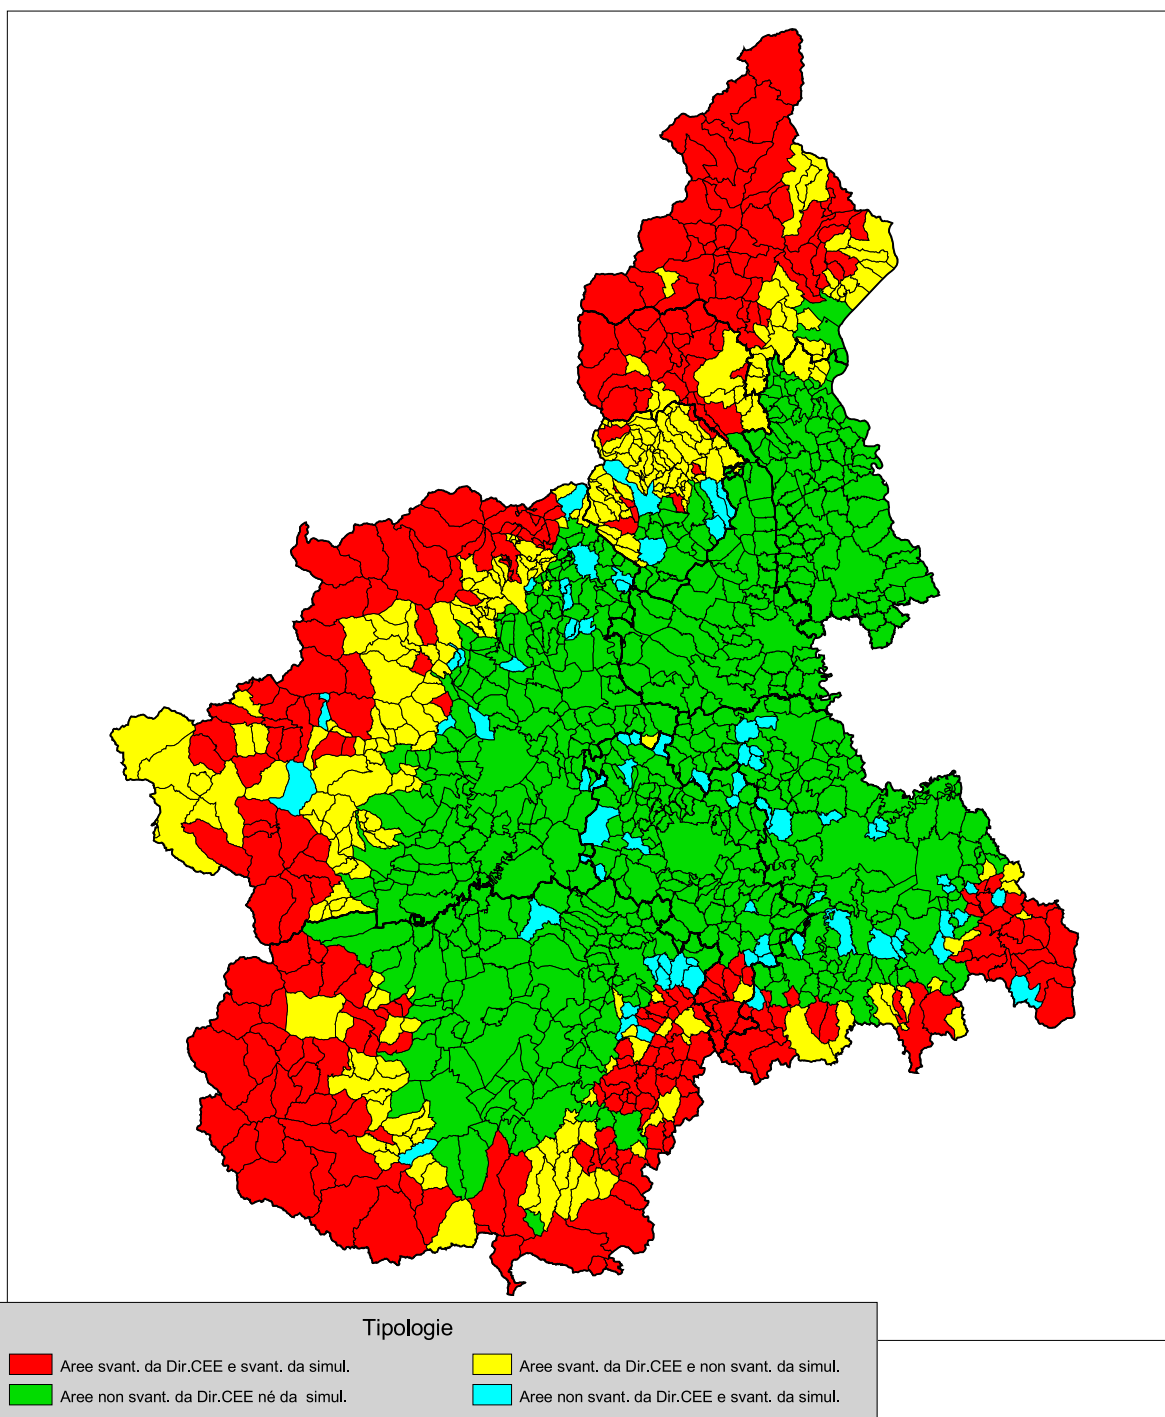 Tipologie
Aree svant. da Dir.CEE e svant. da simul.
Aree svant. da Dir.CEE e non svant. da simul.
Aree non svant. da Dir.CEE né da simul.
Aree non svant. da Dir.CEE e svant. da simul.